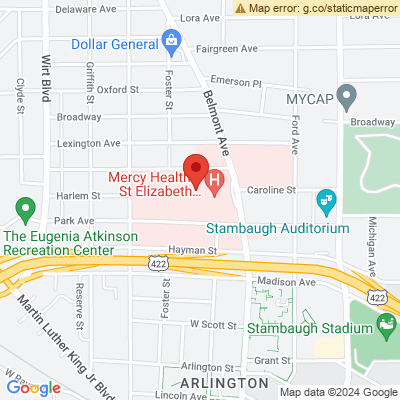 Map error: g.co/staticmaperror
Delaware Ave
Lora Ave
Lora Ave
Dollar General
Fairgreen Ave
Wirt Blvd
Griffith St
Clyde St
Foster St
Emerson Pl
Oxford St
Belmont Ave
MYCAP
Broadway
Broadway
Ford Ave
Lexington Ave
Mercy Health
St Elizabeth...
H
Caroline St
Harlem St
Park Ave
Stambaugh Auditorium
The Eugenia Atkinson
Recreation Center
Hayman St
Michigan Ave
422
422
Madison Ave
422
Reserve St
Foster St
Martin Luther King Jr Blvd
W Scott St
Stambaugh Stadium
Grant St
Arlington St
ARLINGTON
Google
Map data ©2024 Google